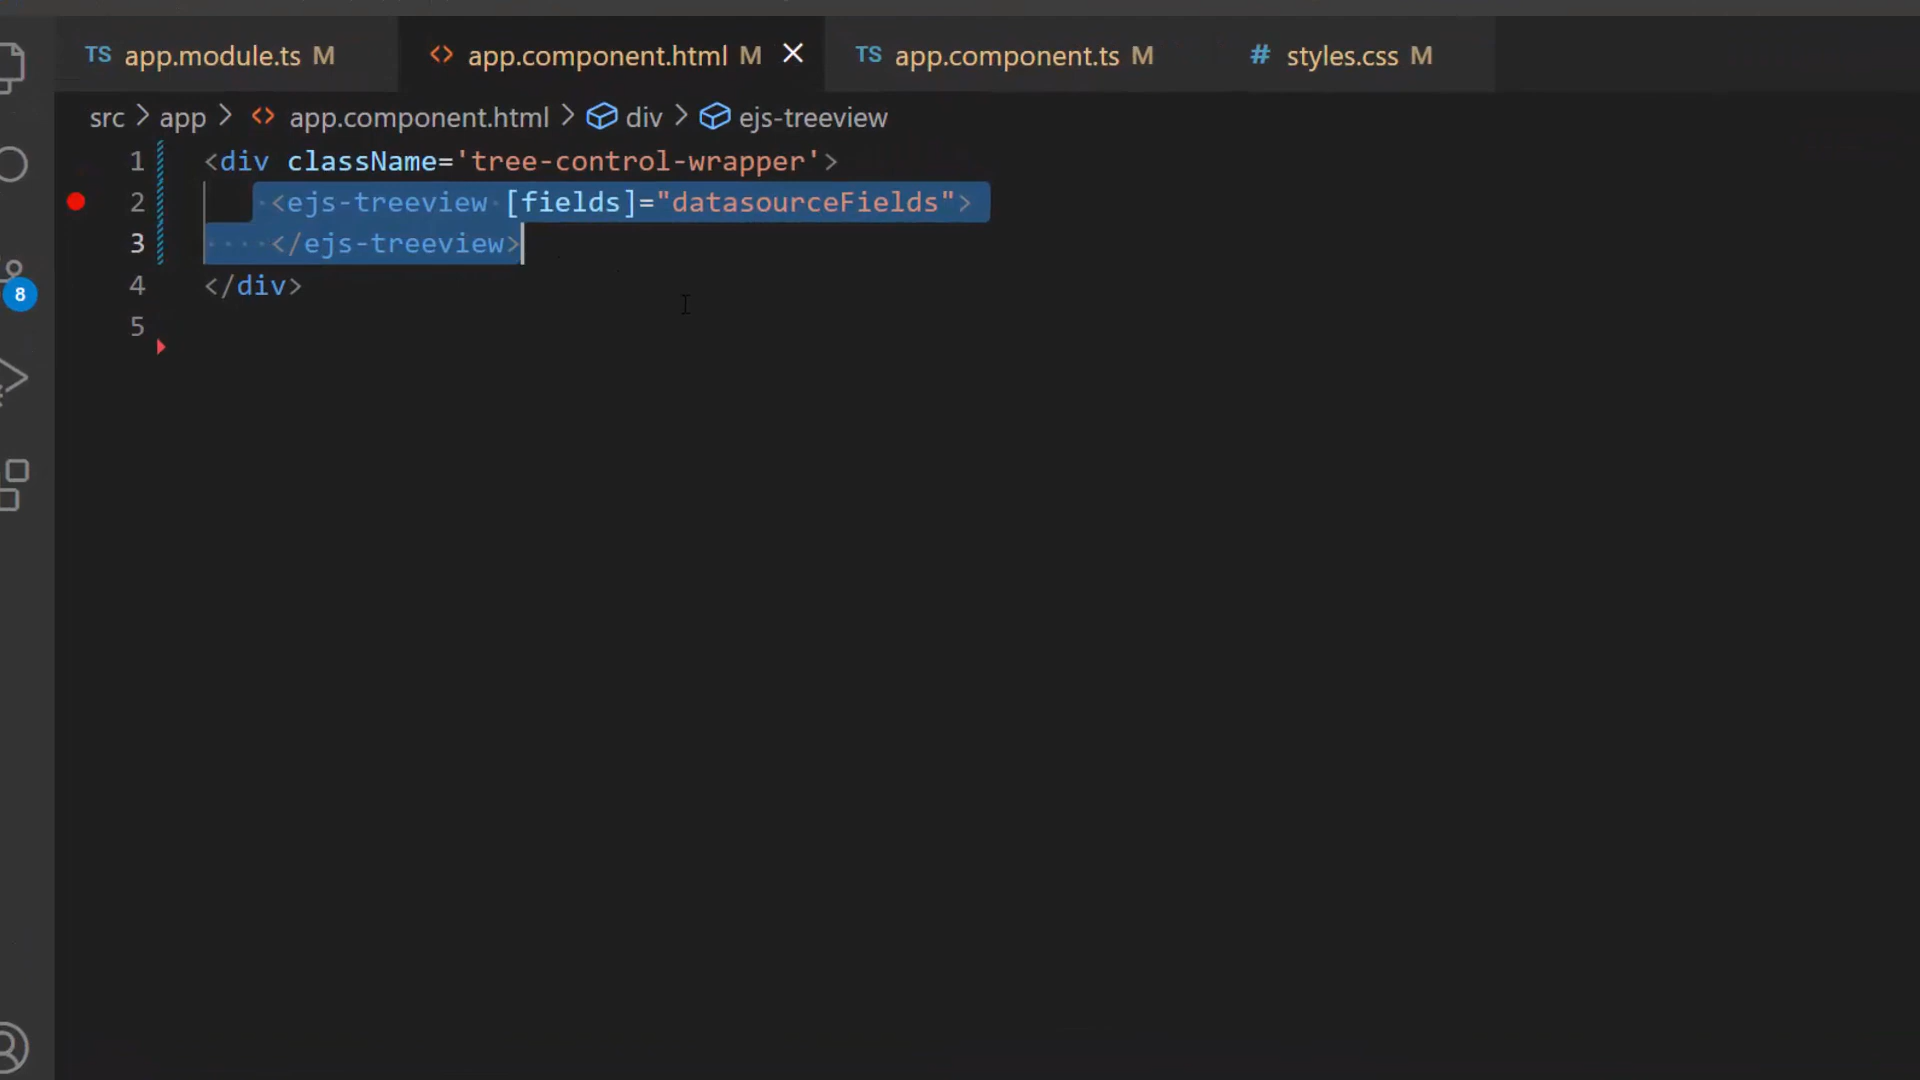 TS app.module.ts M <> app.component.html M TS app.component.ts M # styles.css M
src > app > <> app.component.html > div > ejs-treeview
1 <div className='tree-control-wrapper'>
2 <ejs-treeview [fields]="datasourceFields">
3 </ejs-treeview>
4 </div>
5
8